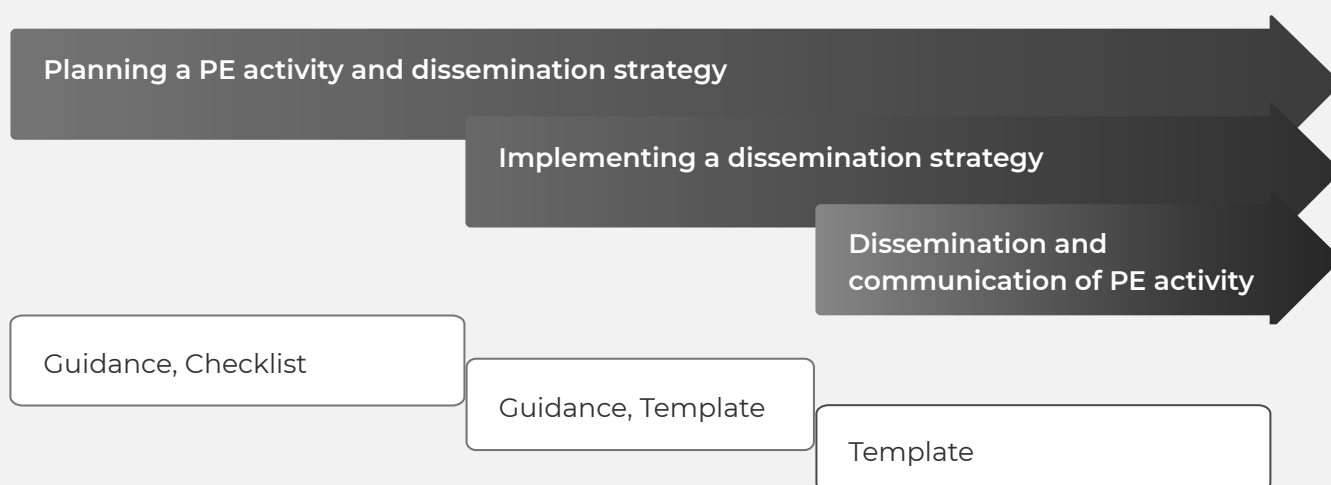 Planning a PE activity and dissemination strategy
Implementing a dissemination strategy
Dissemination and
communication of PE activity
Guidance, Checklist
Guidance, Template
Template